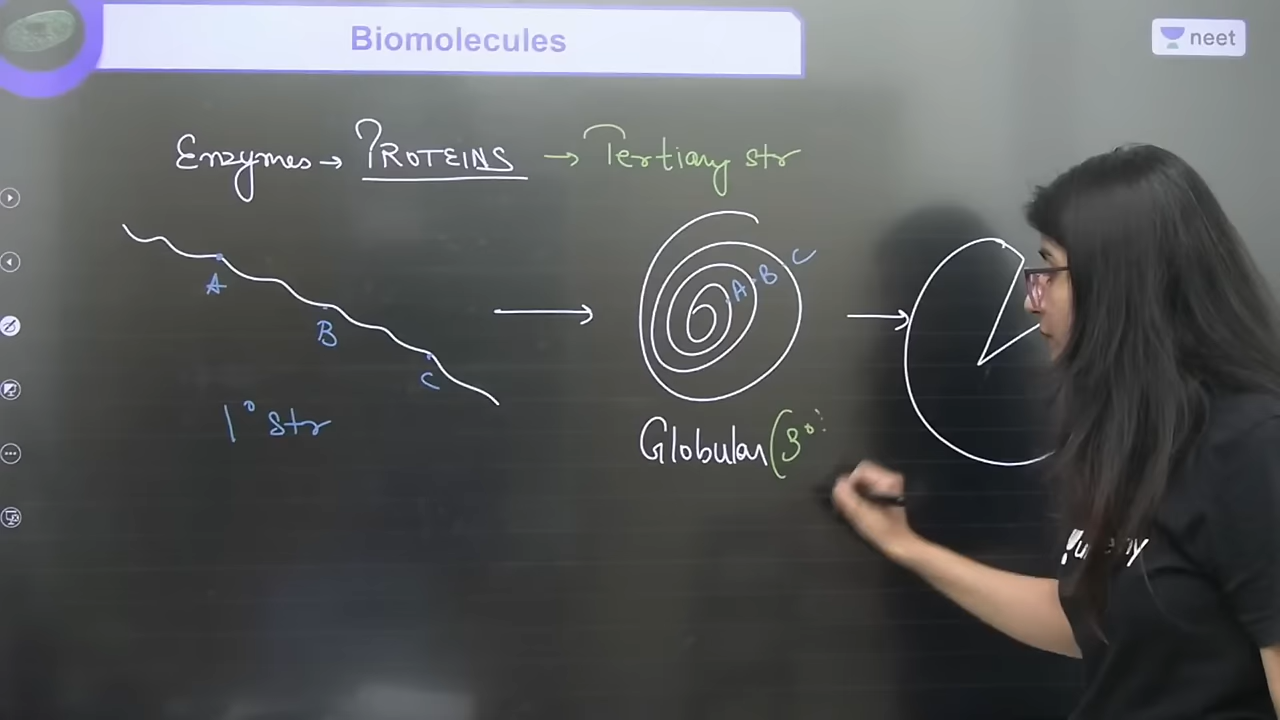 Biomolecules
neet
Enzymes → PROTEINS → Tertiary str
A
B
C
1° str
A B C
Globular (3°